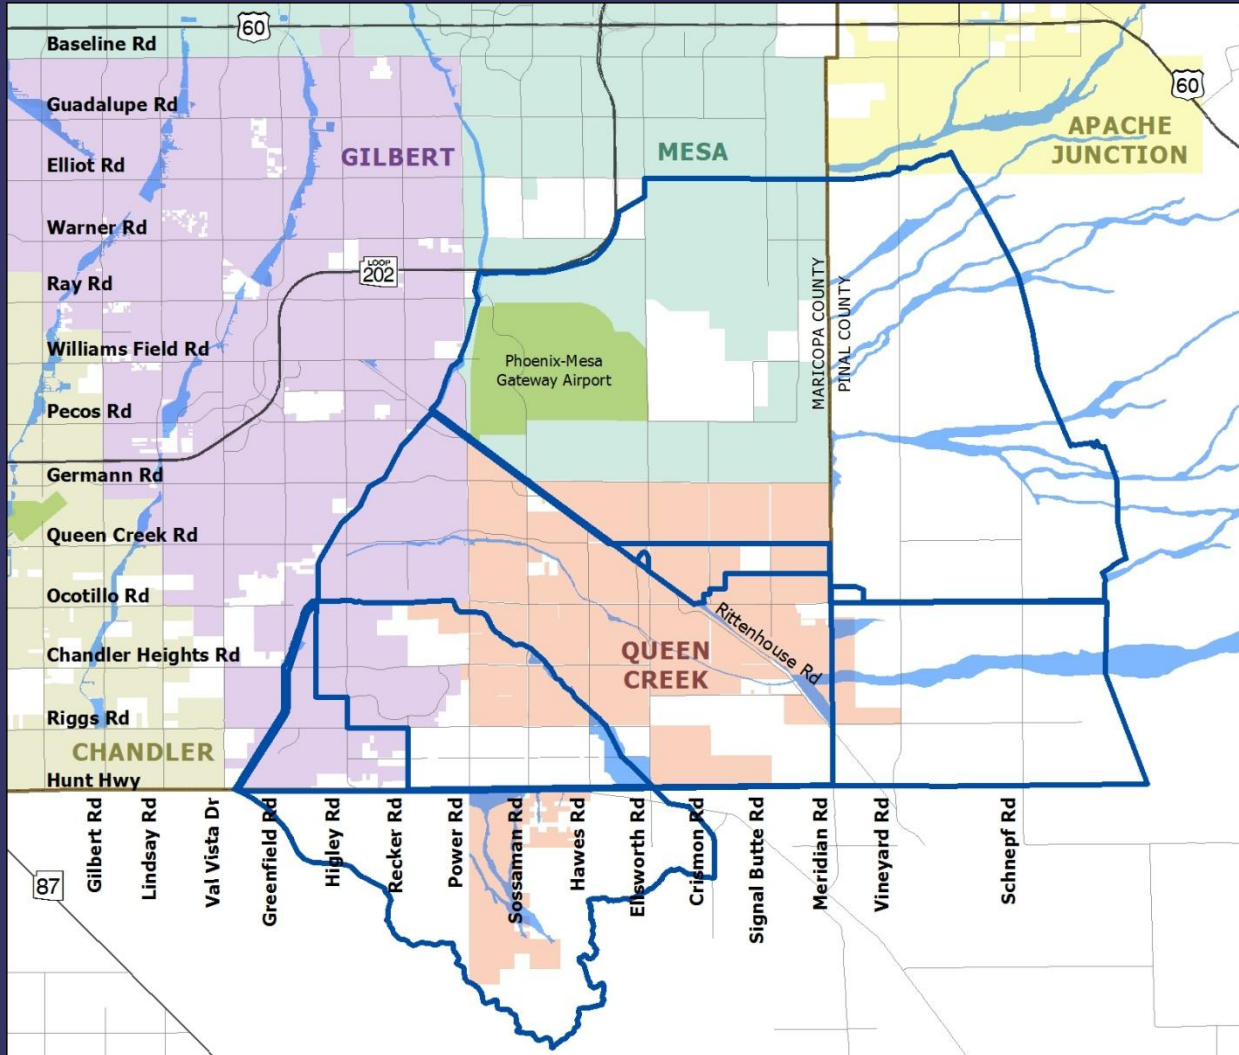 60
Baseline Rd
60
Guadalupe Rd
APACHE
JUNCTION
GILBERT
MESA
Elliot Rd
Warner Rd
LOOP
202
Ray Rd
MARICOPA COUNTY
PINAL COUNTY
Williams Field Rd
Phoenix-Mesa
Gateway Airport
Pecos Rd
Germann Rd
Queen Creek Rd
Ocotillo Rd
Rittenhouse Rd
Chandler Heights Rd
QUEEN
CREEK
Riggs Rd
CHANDLER
Hunt Hwy
Gilbert Rd
Lindsay Rd
Val Vista Dr
Greenfield Rd
Higley Rd
Recker Rd
Power Rd
Sossaman Rd
Hawes Rd
Ellsworth Rd
Crismon Rd
Signal Butte Rd
Meridian Rd
Vineyard Rd
Schnepf Rd
87